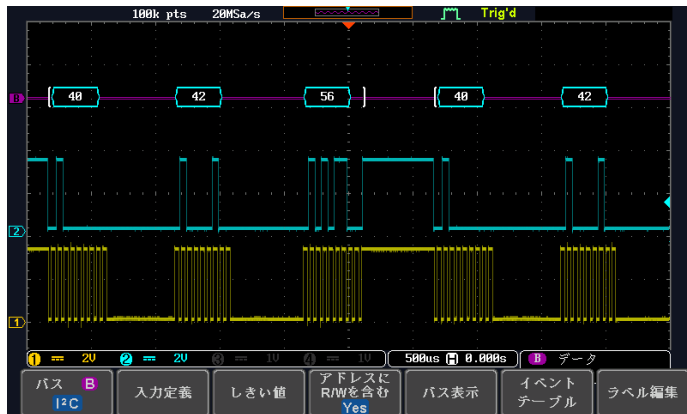 100k pts 20MSa/s Trig'd
B 40 42 56 40 42
2
1
1 2V 2 2V 3 1V 4 1V 500us H 0.000s B データ
バス B
I²C
入力定義
しきい値
アドレスに
R/Wを含む
Yes
バス表示
イベント
テーブル
ラベル編集